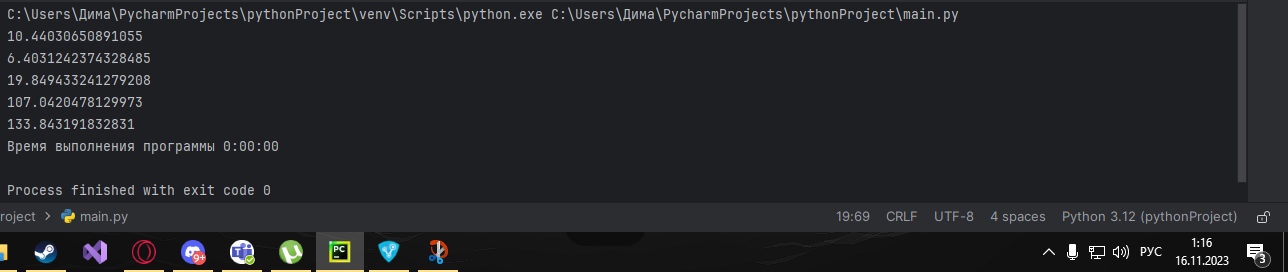 C:\Users\Дима\PycharmProjects\pythonProject\venv\Scripts\python.exe C:\Users\Дима\PycharmProjects\pythonProject\main.py
10.44030650891055
6.4031242374328485
19.849433241279208
107.0420478129973
133.843191832831
Время выполнения программы 0:00:00
Process finished with exit code 0
roject > main.py 19:69 CRLF UTF-8 4 spaces Python 3.12 (pythonProject)
9+ PC РУС 1:16 3
16.11.2023